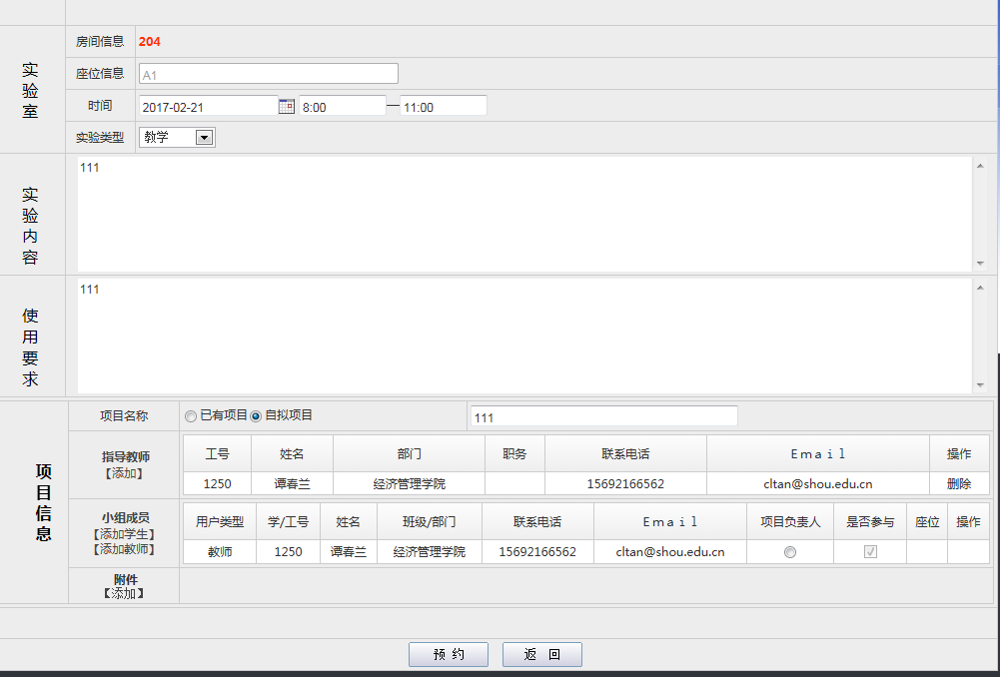 实验室
房间信息 204
座位信息 A1
时间 2017-02-21 8:00 — 11:00
实验类型 教学
实验内容
111
使用要求
111
项目信息
项目名称 已有项目 自拟项目 111
指导教师
【添加】
工号 姓名 部门 职务 联系电话 Email 操作
1250 谭春兰 经济管理学院 15692166562 cltan@shou.edu.cn 删除
小组成员
【添加学生】
【添加教师】
用户类型 学/工号 姓名 班级/部门 联系电话 Email 项目负责人 是否参与 座位 操作
教师 1250 谭春兰 经济管理学院 15692166562 cltan@shou.edu.cn
附件
【添加】
预 约 返 回